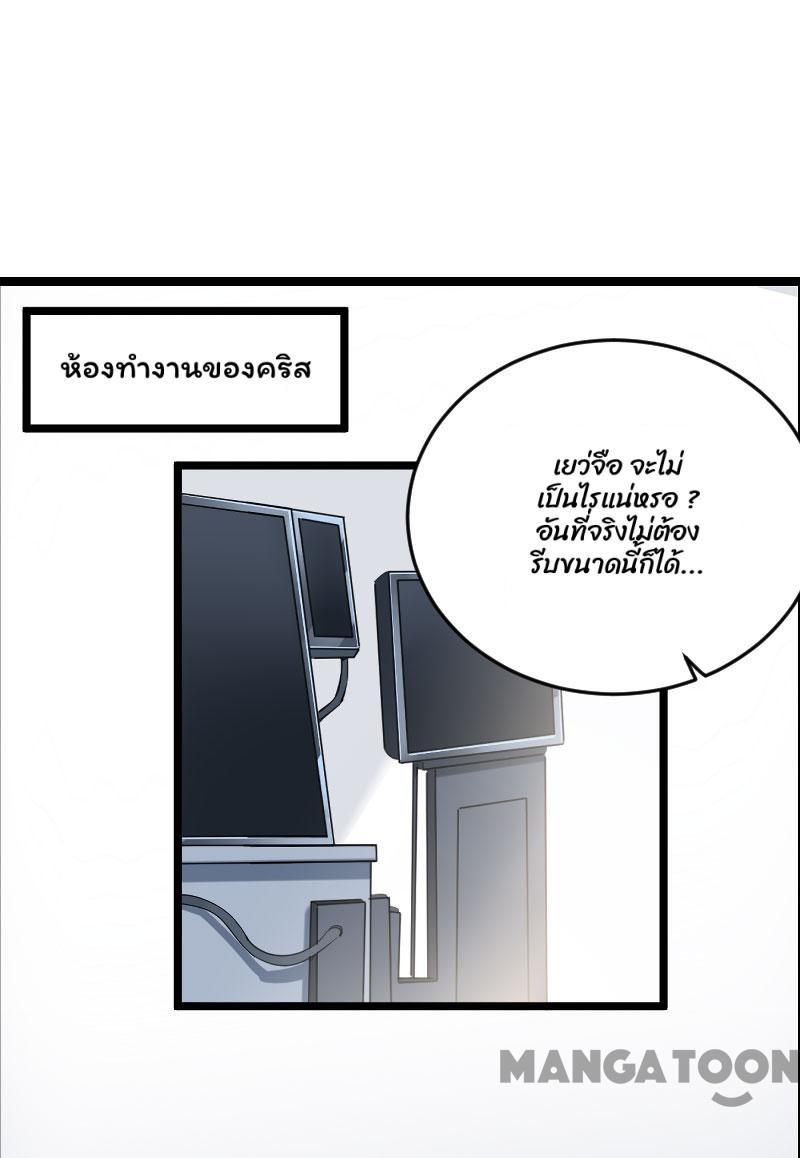 ห้องทำงานของคริส
เยว่จือ จะไม่
เป็นไรแน่หรอ ?
อันที่จริงไม่ต้อง
รีบขนาดนี้ก็ได้...
MANGATOON